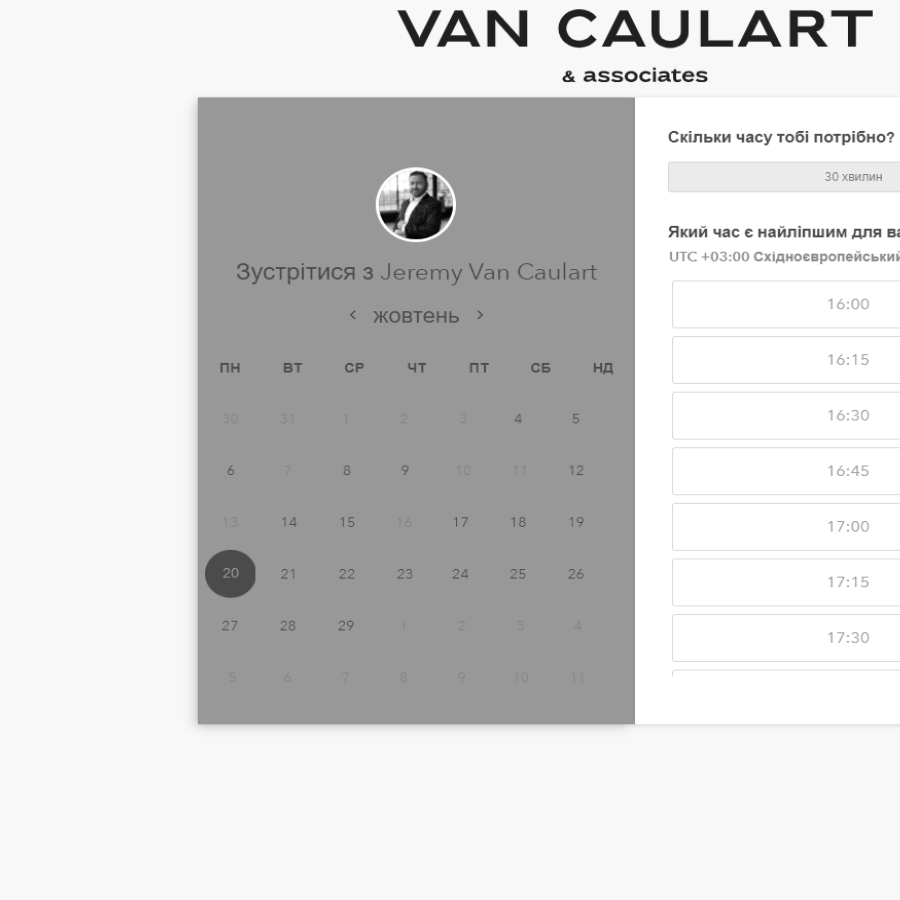 VAN CAULART
& associates
Зустрітися з Jeremy Van Caulart
< жовтень >
ПН ВТ СР ЧТ ПТ СБ НД
30 31 1 2 3 4 5
6 7 8 9 10 11 12
13 14 15 16 17 18 19
20 21 22 23 24 25 26
27 28 29 1 2 3 4
5 6 7 8 9 10 11
Скільки часу тобі потрібно?
30 хвилин
Який час є найліпшим для ва
UTC +03:00 Східноєвропейський
16:00
16:15
16:30
16:45
17:00
17:15
17:30